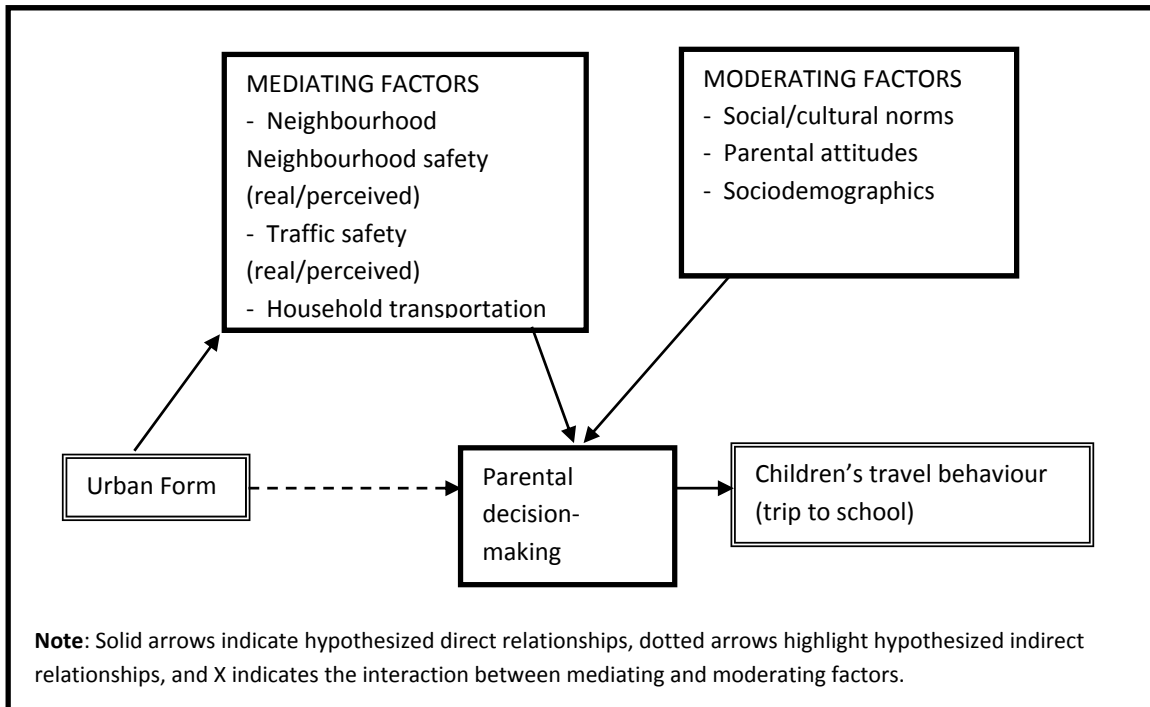 MEDIATING FACTORS
- Neighbourhood
Neighbourhood safety
(real/perceived)
- Traffic safety
(real/perceived)
- Household transportation
MODERATING FACTORS
- Social/cultural norms
- Parental attitudes
- Sociodemographics
Urban Form
Parental
decision-
making
Children’s travel behaviour
(trip to school)
Note: Solid arrows indicate hypothesized direct relationships, dotted arrows highlight hypothesized indirect
relationships, and X indicates the interaction between mediating and moderating factors.